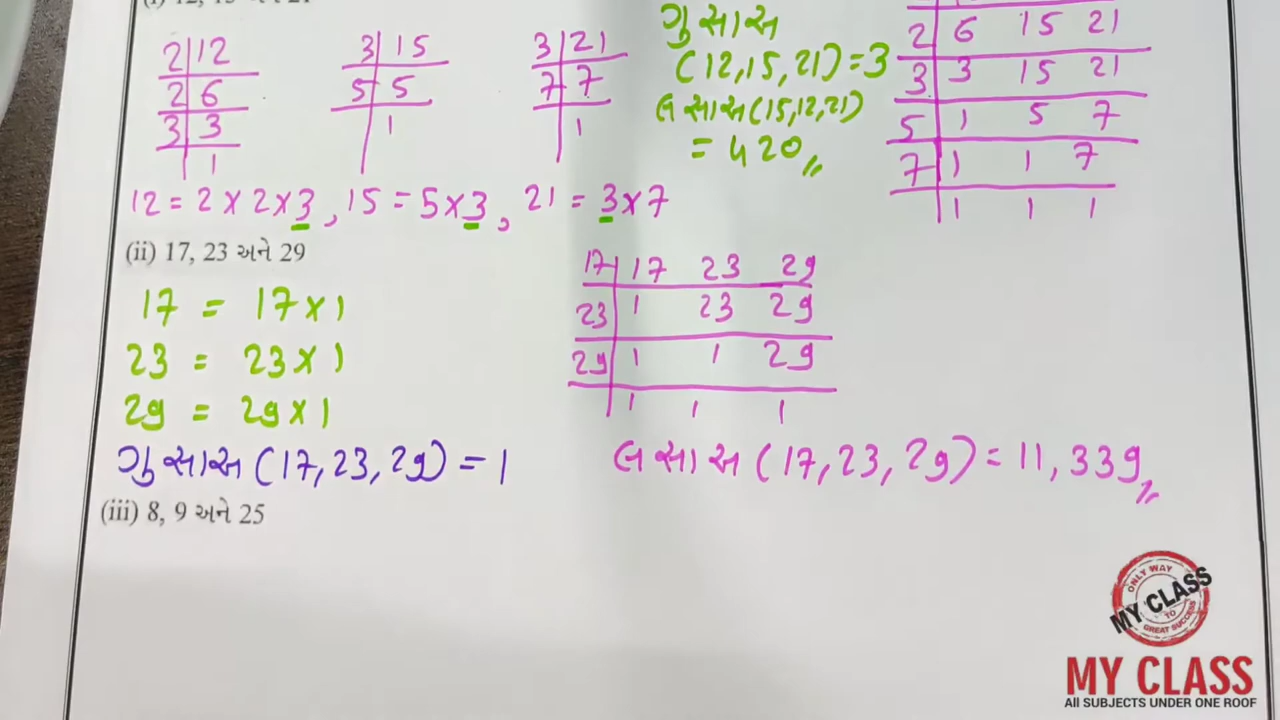 2 12
2 6
3 3
1
3 15
5 5
1
3 21
7 7
1
ગુસાઅ
(12,15,21)=3
લસાઅ(15,12,21)
= 420
2 6 15 21
3 3 15 21
5 1 5 7
7 1 1 7
1 1 1
12 = 2 × 2 × 3 , 15 = 5 × 3 , 21 = 3 × 7
(ii) 17, 23 અને 29
17 = 17 × 1
23 = 23 × 1
29 = 29 × 1
17 17 23 29
23 1 23 29
29 1 1 29
1 1 1
ગુસાઅ (17, 23, 29) = 1
લસાઅ (17, 23, 29) = 11, 339
(iii) 8, 9 અને 25
ONLY WAY
MY CLASS
TO
GREAT SUCCESS
MY CLASS
All SUBJECTS UNDER ONE ROOF